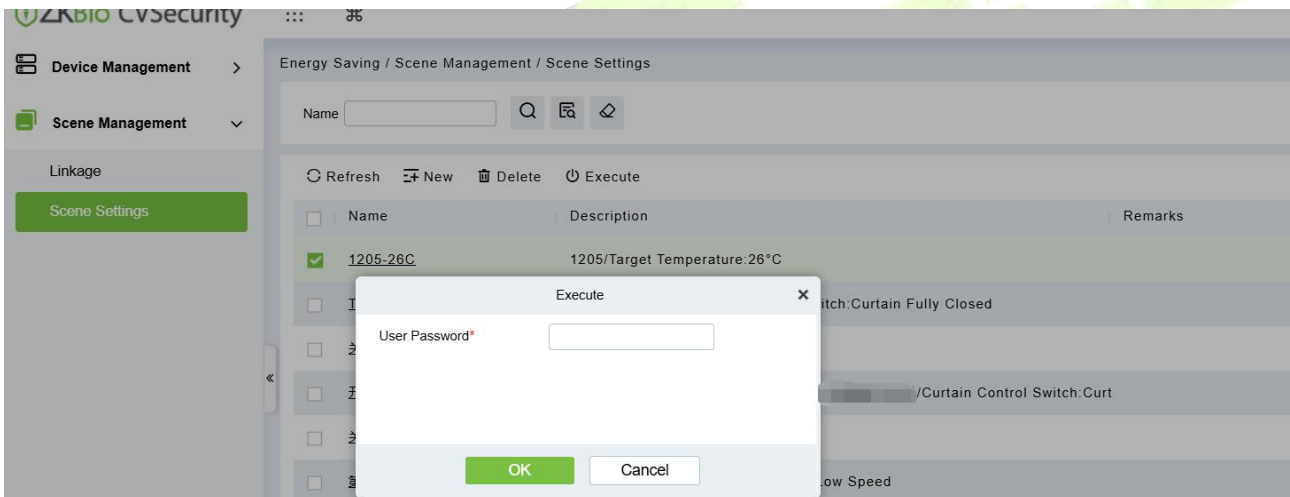 ZKBio CVSecurity
Device Management
Energy Saving / Scene Management / Scene Settings
Name
Scene Management
Linkage
Refresh New Delete Execute
Scene Settings
Name Description Remarks
1205-26C 1205/Target Temperature:26°C
Execute
itch:Curtain Fully Closed
User Password*
/Curtain Control Switch:Curt
OK Cancel
ow Speed